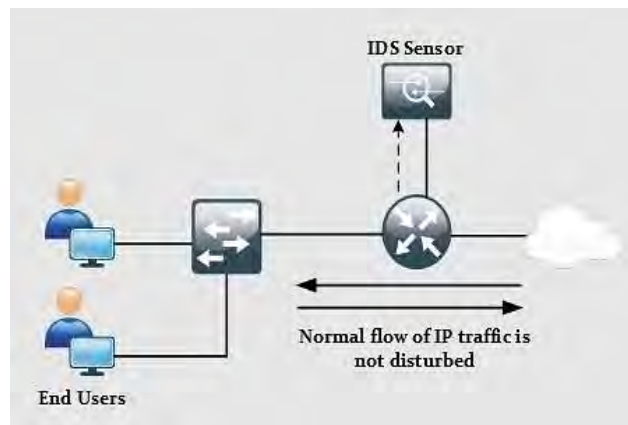 IDS Sensor
Normal flow of IP traffic is
not disturbed
End Users